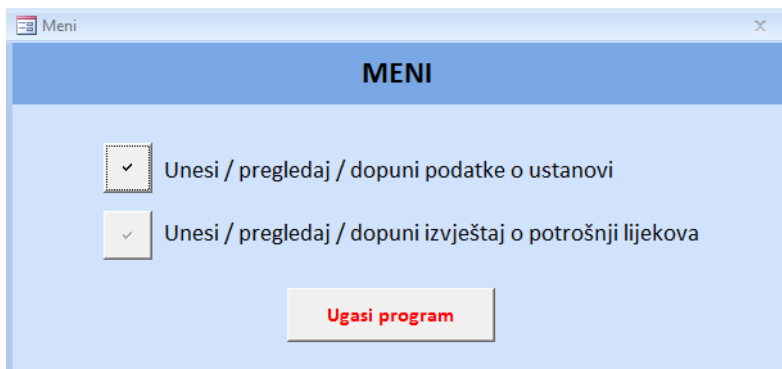 Meni
MENI
Unesi / pregledaj / dopuni podatke o ustanovi
Unesi / pregledaj / dopuni izvještaj o potrošnji lijekova
Ugasi program